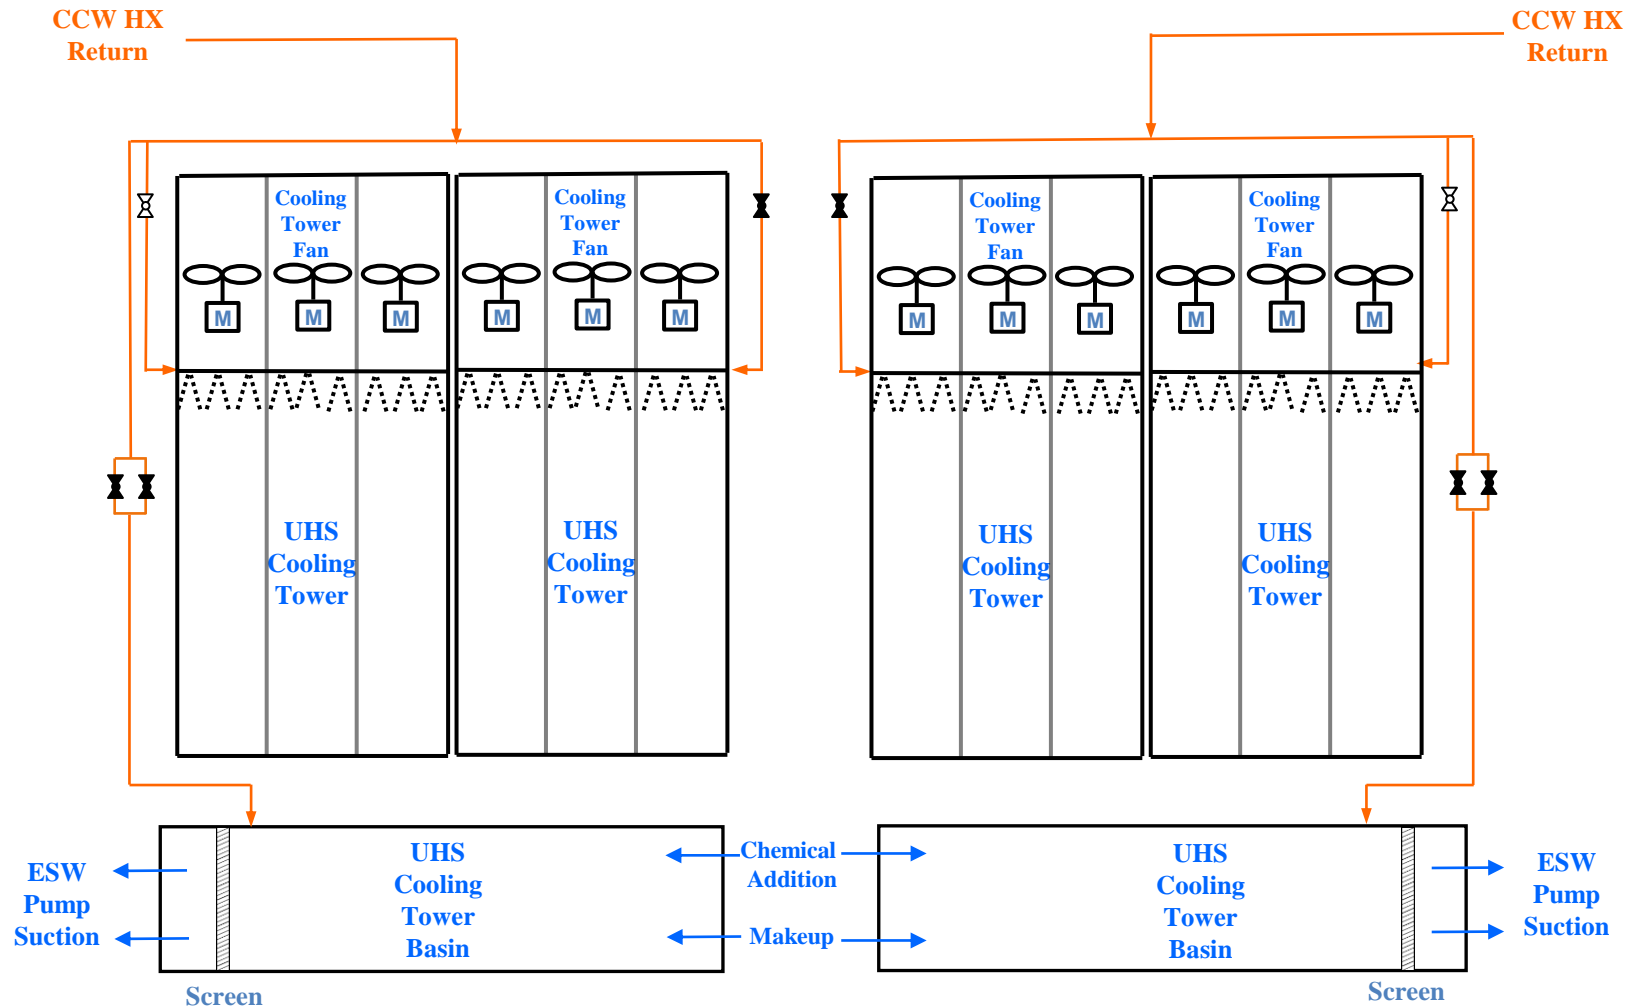 CCW HX
Return
CCW HX
Return
Cooling
Tower
Fan
Cooling
Tower
Fan
Cooling
Tower
Fan
Cooling
Tower
Fan
M
M
M
M
M
M
M
M
M
M
M
M
UHS
Cooling
Tower
UHS
Cooling
Tower
UHS
Cooling
Tower
UHS
Cooling
Tower
ESW
Pump
Suction
UHS
Cooling
Tower
Basin
Chemical
Addition
Makeup
UHS
Cooling
Tower
Basin
ESW
Pump
Suction
Screen
Screen